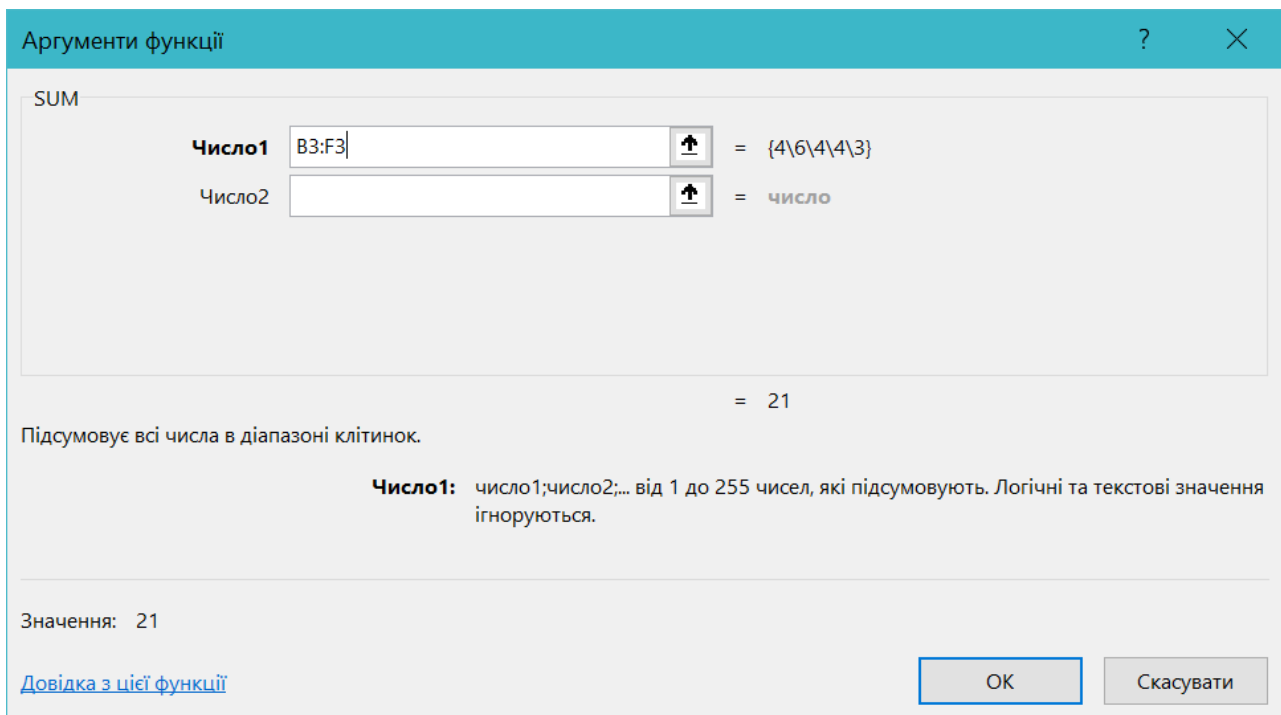 Аргументи функції ? ×
SUM
Число1 B3:F3 = {4\6\4\4\3}
Число2 = число
= 21
Підсумовує всі числа в діапазоні клітинок.
Число1: число1;число2;... від 1 до 255 чисел, які підсумовують. Логічні та текстові значення
ігноруються.
Значення: 21
Довідка з цієї функції OK Скасувати